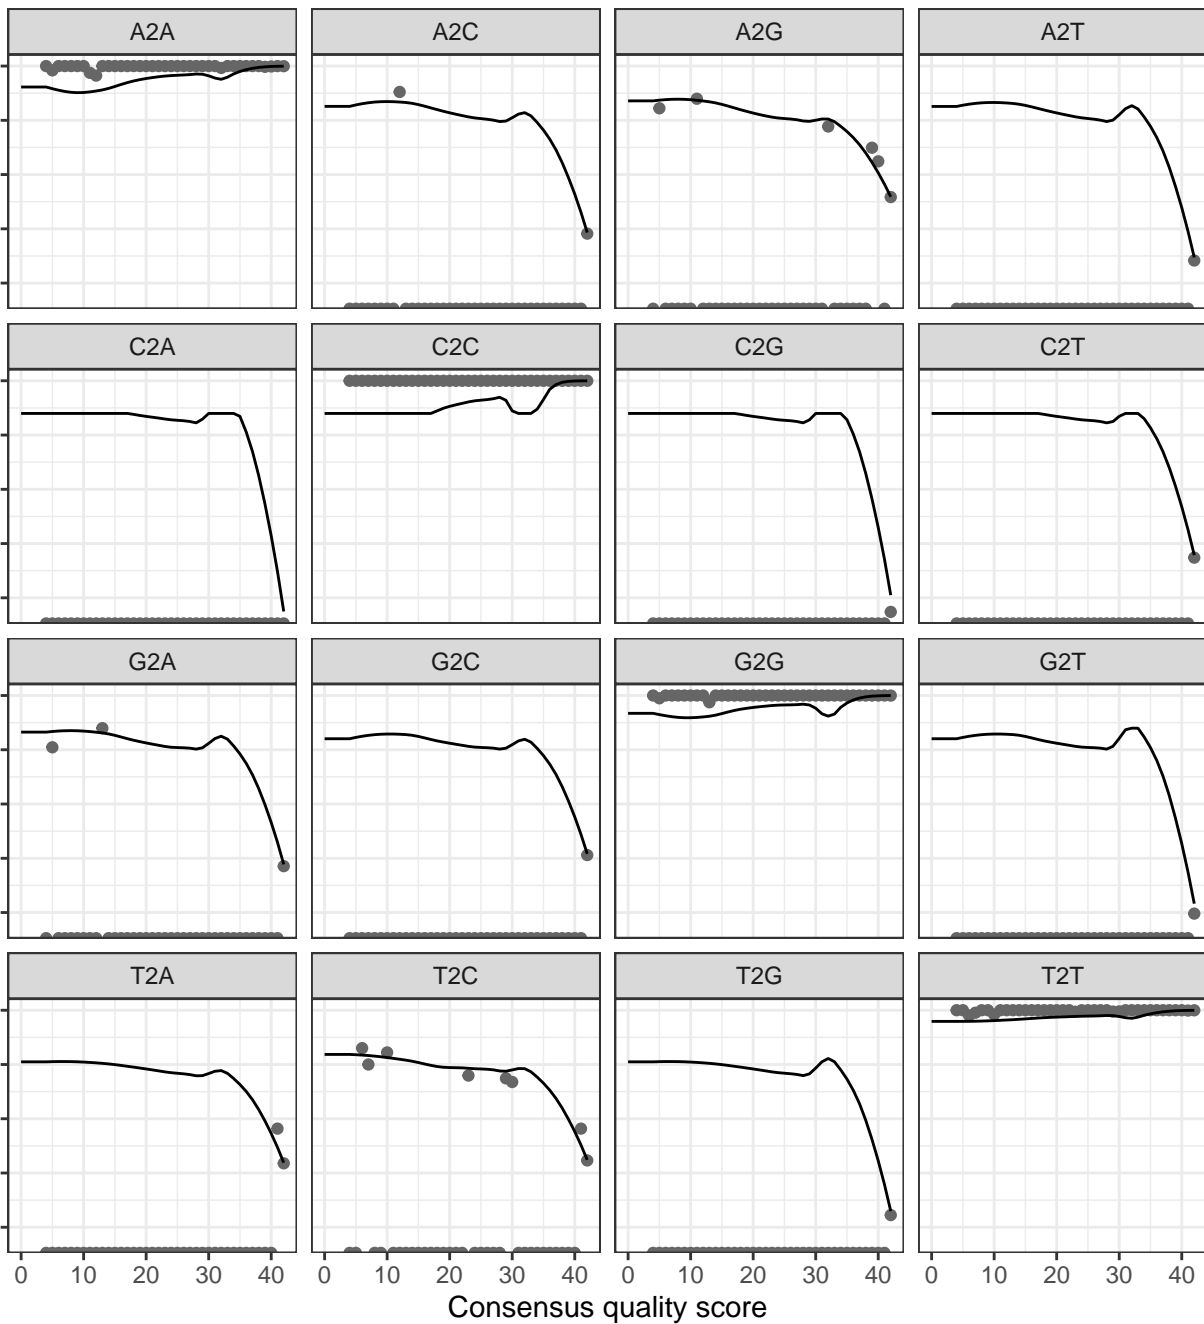 A2A A2C A2G A2T
C2A C2C C2G C2T
G2A G2C G2G G2T
T2A T2C T2G T2T
0 10 20 30 40 0 10 20 30 40 0 10 20 30 40 0 10 20 30 40
Consensus quality score